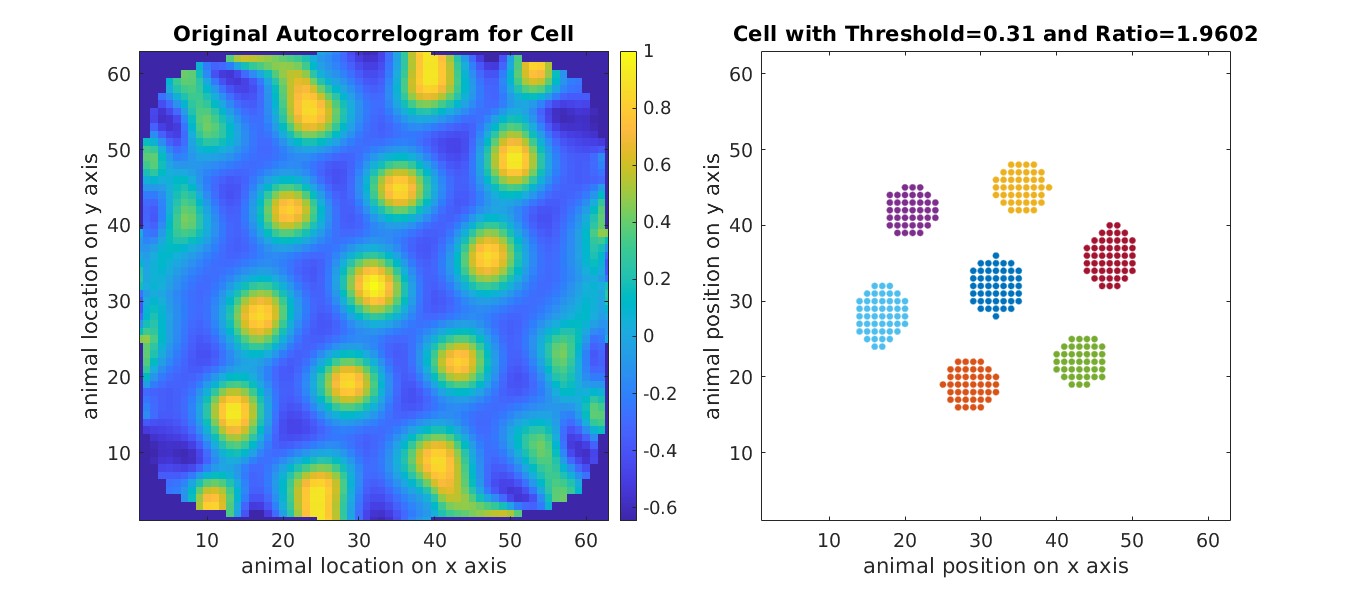 Original Autocorrelogram for Cell
60
50
40
30
20
10
10 20 30 40 50 60
animal location on x axis
animal location on y axis
1
0.8
0.6
0.4
0.2
0
-0.2
-0.4
-0.6
Cell with Threshold=0.31 and Ratio=1.9602
60
50
40
30
20
10
10 20 30 40 50 60
animal position on x axis
animal position on y axis